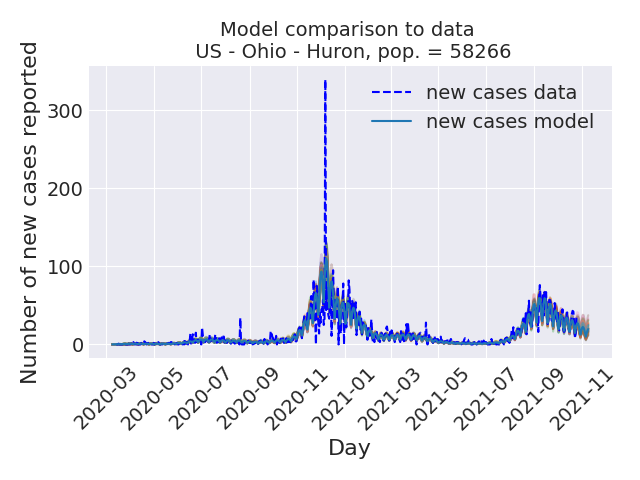 Model comparison to data
US - Ohio - Huron, pop. = 58266
Number of new cases reported
300
200
100
0
new cases data
new cases model
2020-03
2020-05
2020-07
2020-09
2020-11
2021-01
2021-03
2021-05
2021-07
2021-09
2021-11
Day